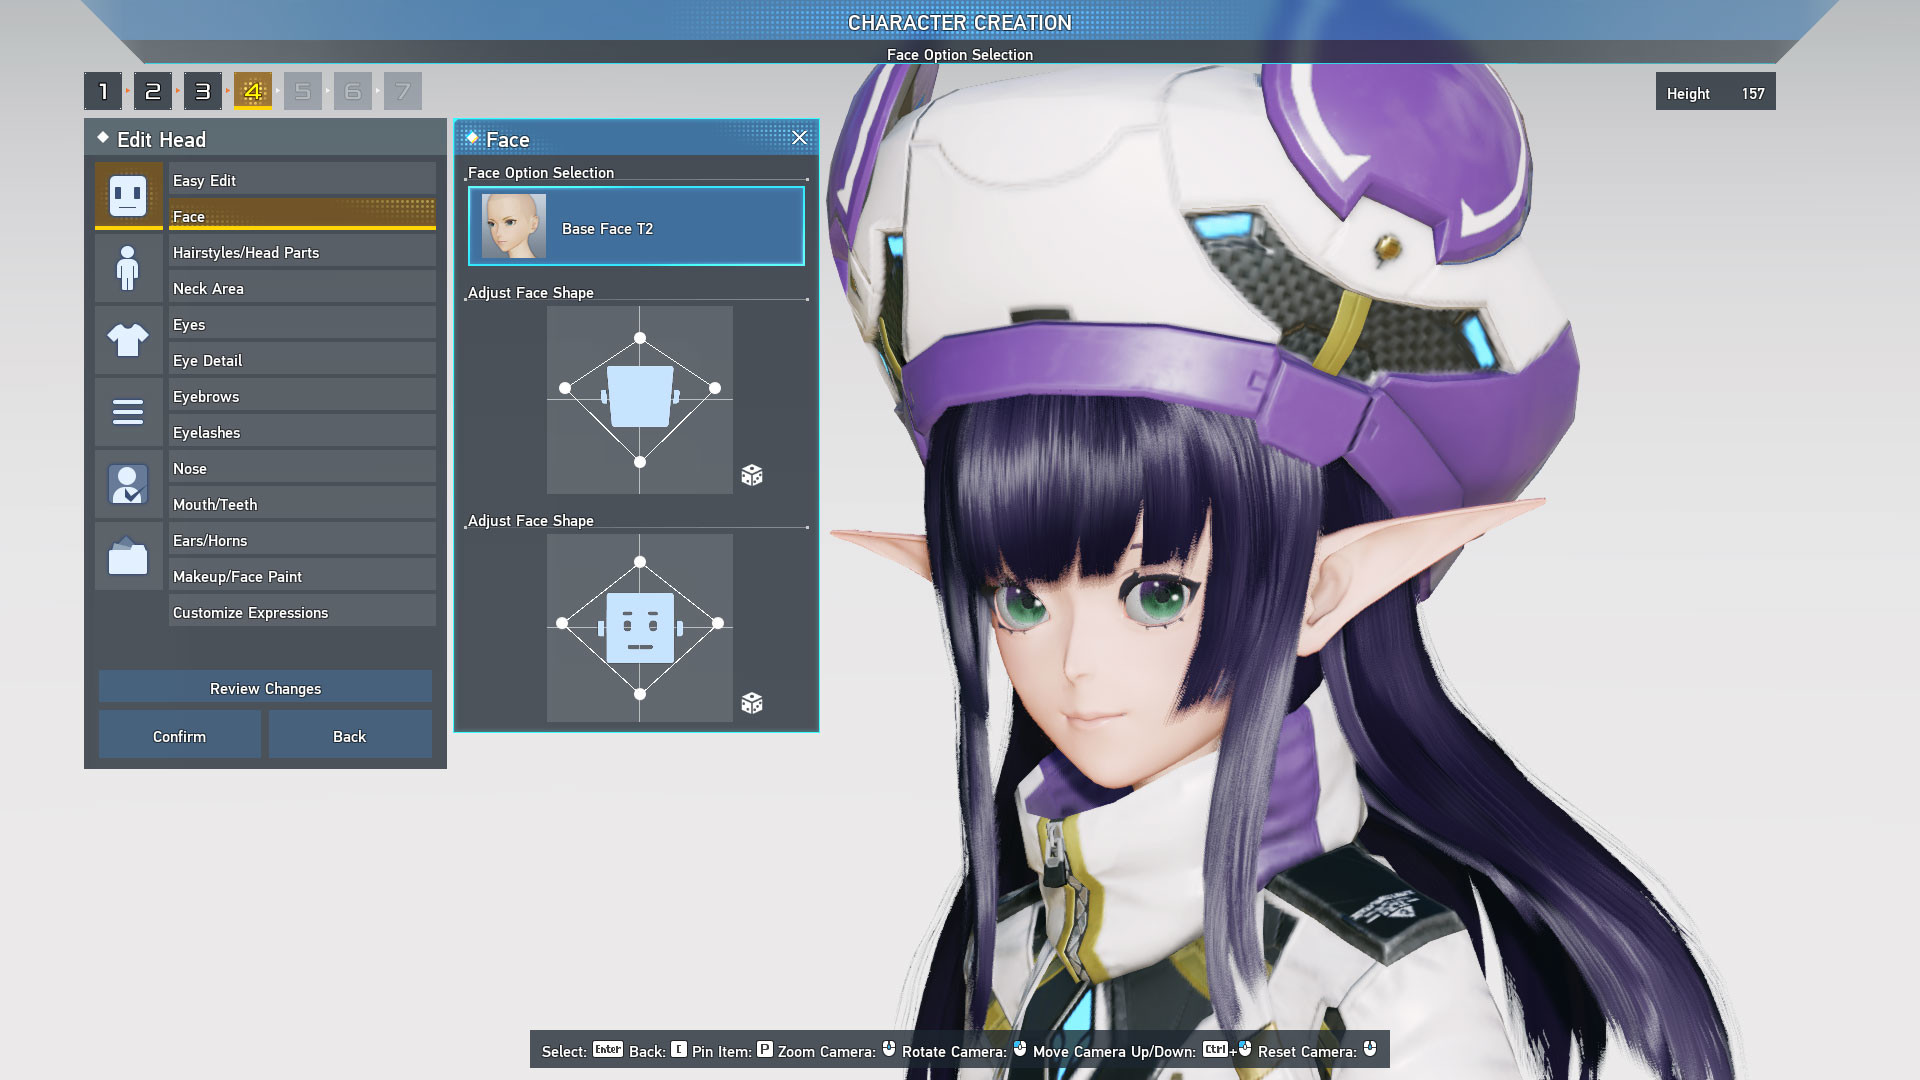 CHARACTER CREATION
Face Option Selection
1 2 3 4 5 6 7
Height 157
Edit Head
Easy Edit
Face
Hairstyles/Head Parts
Neck Area
Eyes
Eye Detail
Eyebrows
Eyelashes
Nose
Mouth/Teeth
Ears/Horns
Makeup/Face Paint
Customize Expressions
Review Changes
Confirm Back
Face
Face Option Selection
Base Face T2
Adjust Face Shape
Adjust Face Shape
Select: Enter Back: [ Pin Item: P Zoom Camera: Rotate Camera: Move Camera Up/Down: Ctrl + Reset Camera: